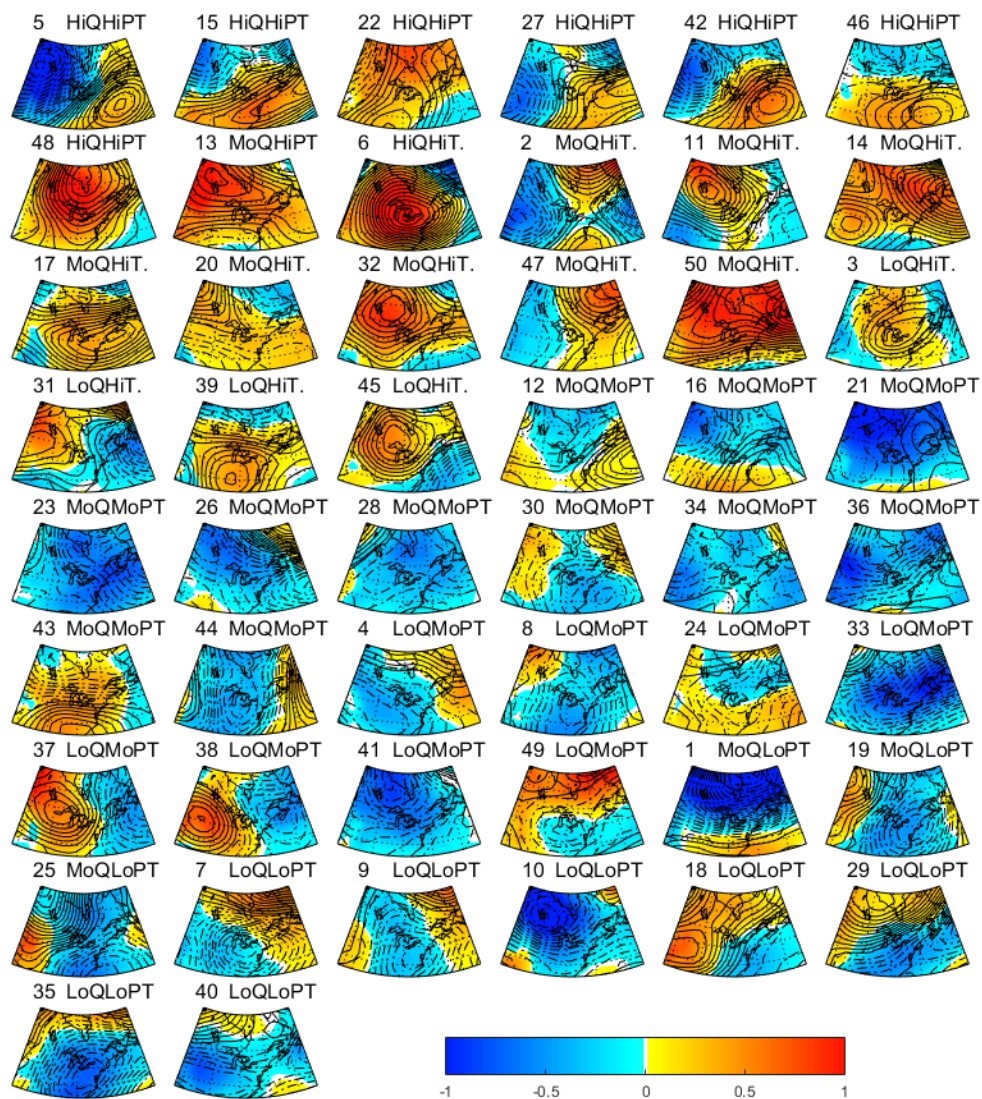 5 HiQHiPT 15 HiQHiPT 22 HiQHiPT 27 HiQHiPT 42 HiQHiPT 46 HiQHiPT
48 HiQHiPT 13 MoQHiPT 6 HiQHiT. 2 MoQHiT. 11 MoQHiT. 14 MoQHiT.
17 MoQHiT. 20 MoQHiT. 32 MoQHiT. 47 MoQHiT. 50 MoQHiT. 3 LoQHiT.
31 LoQHiT. 39 LoQHiT. 45 LoQHiT. 12 MoQMoPT 16 MoQMoPT 21 MoQMoPT
23 MoQMoPT 26 MoQMoPT 28 MoQMoPT 30 MoQMoPT 34 MoQMoPT 36 MoQMoPT
43 MoQMoPT 44 MoQMoPT 4 LoQMoPT 8 LoQMoPT 24 LoQMoPT 33 LoQMoPT
37 LoQMoPT 38 LoQMoPT 41 LoQMoPT 49 LoQMoPT 1 MoQLoPT 19 MoQLoPT
25 MoQLoPT 7 LoQLoPT 9 LoQLoPT 10 LoQLoPT 18 LoQLoPT 29 LoQLoPT
35 LoQLoPT 40 LoQLoPT
-1 -0.5 0 0.5 1